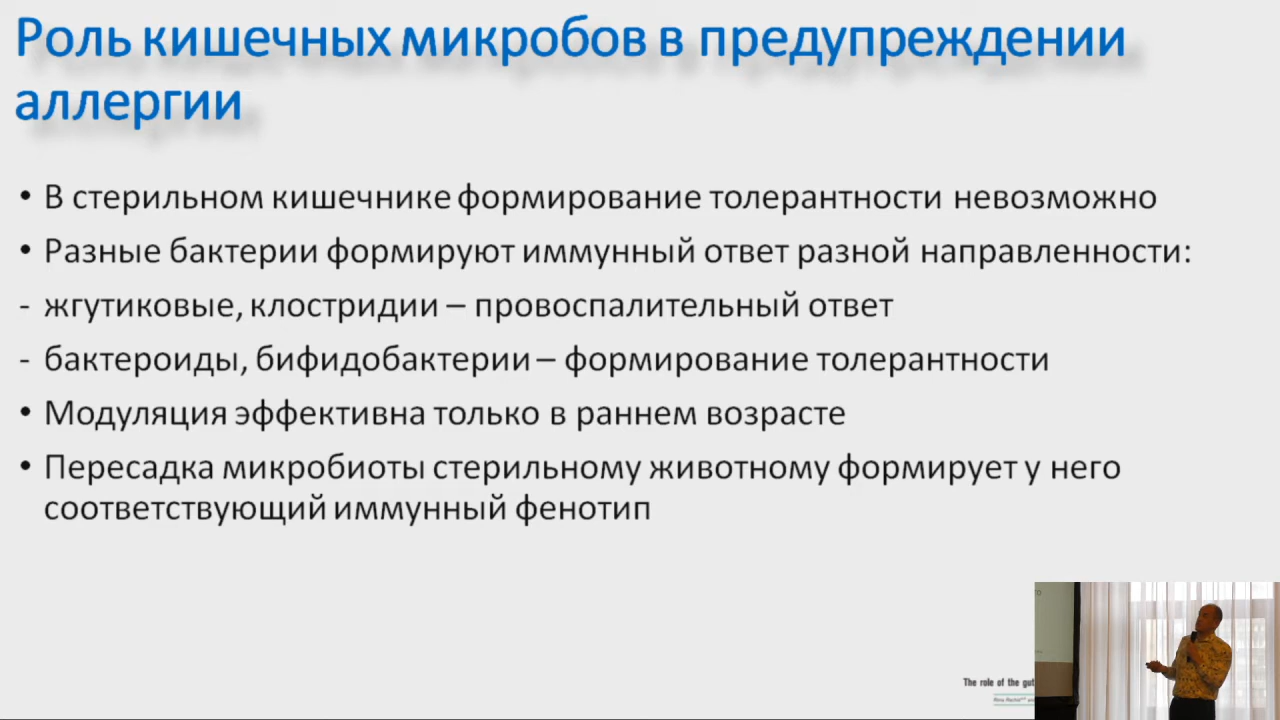 Роль кишечных микробов в предупреждении
аллергии
• В стерильном кишечнике формирование толерантности невозможно
• Разные бактерии формируют иммунный ответ разной направленности:
- жгутиковые, клостридии – провоспалительный ответ
- бактероиды, бифидобактерии – формирование толерантности
• Модуляция эффективна только в раннем возрасте
• Пересадка микробиоты стерильному животному формирует у него
соответствующий иммунный фенотип
The role of the gut